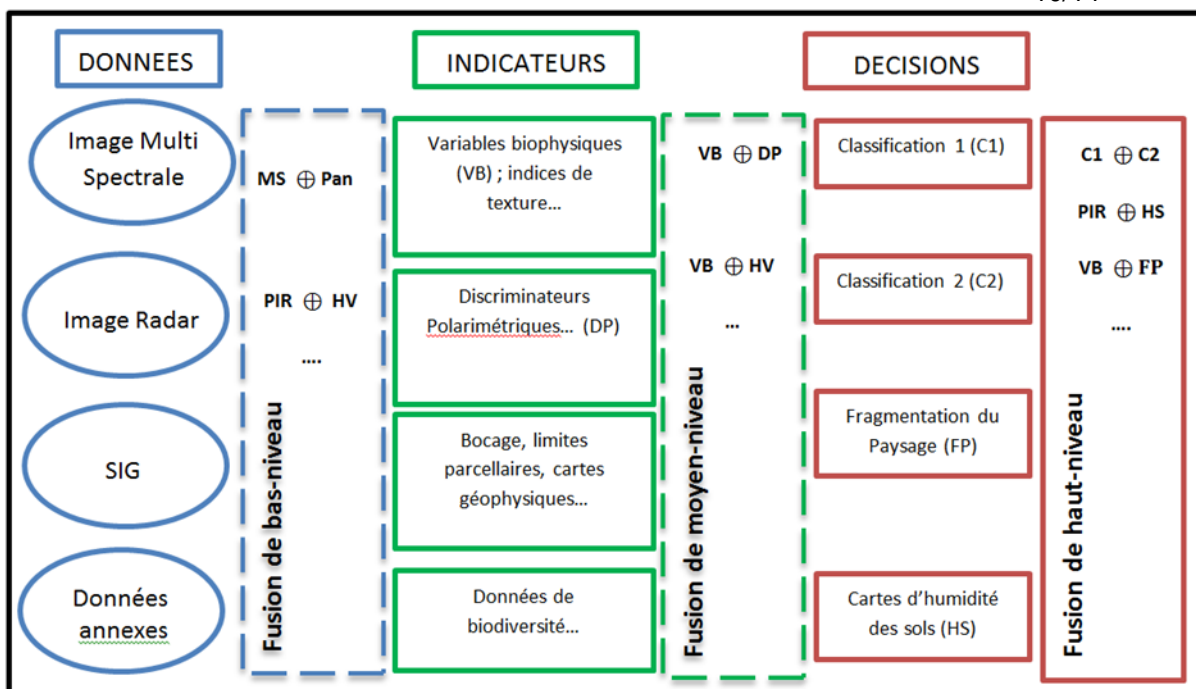 DONNEES
INDICATEURS
DECISIONS
Image Multi
Spectrale
Image Radar
SIG
Données
annexes
MS ⊕ Pan
PIR ⊕ HV
....
Fusion de bas-niveau
Variables biophysiques
(VB) ; indices de
texture…
Discriminateurs
Polarimétriques… (DP)
Bocage, limites
parcellaires, cartes
géophysiques…
Données de
biodiversité…
VB ⊕ DP
VB ⊕ HV
…
Fusion de moyen-niveau
Classification 1 (C1)
Classification 2 (C2)
Fragmentation du
Paysage (FP)
Cartes d’humidité
des sols (HS)
C1 ⊕ C2
PIR ⊕ HS
VB ⊕ FP
....
Fusion de haut-niveau